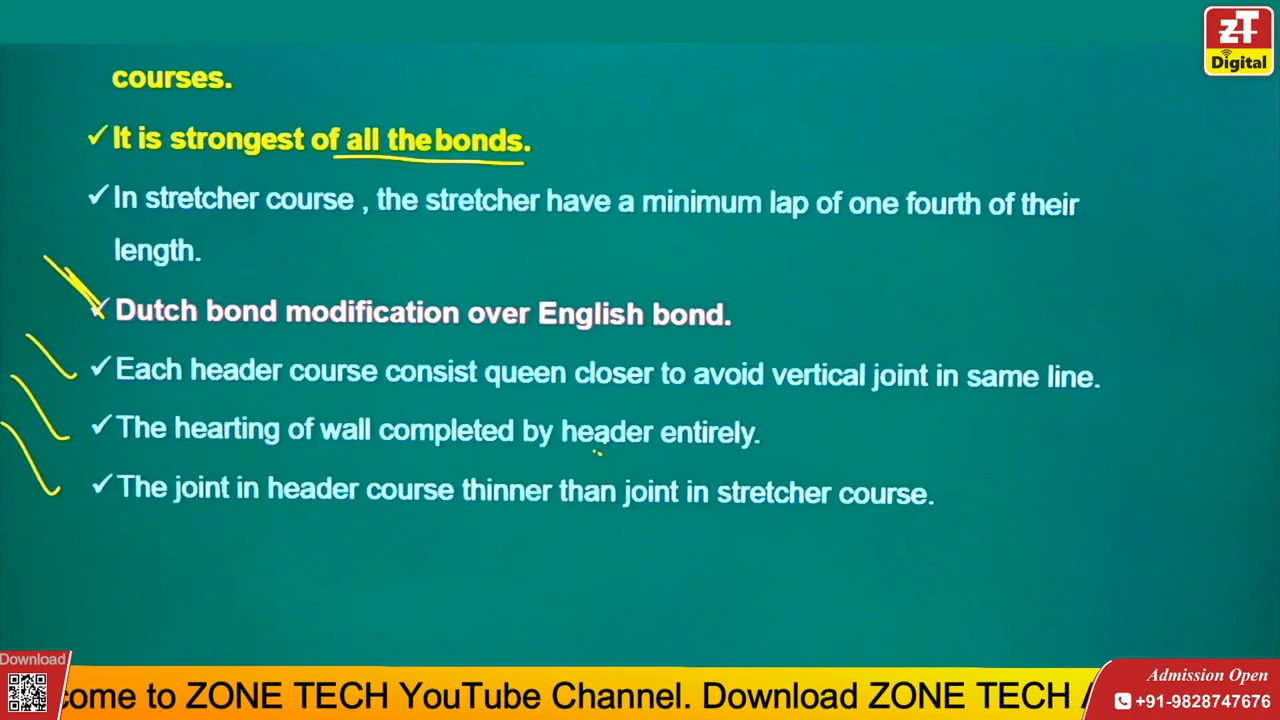 ZT
Digital
courses.
✓ It is strongest of all the bonds.
✓ In stretcher course , the stretcher have a minimum lap of one fourth of their
length.
✓ Dutch bond modification over English bond.
✓ Each header course consist queen closer to avoid vertical joint in same line.
✓ The hearting of wall completed by header entirely.
✓ The joint in header course thinner than joint in stretcher course.
Download
come to ZONE TECH YouTube Channel. Download ZONE TECH
Admission Open
+91-9828747676